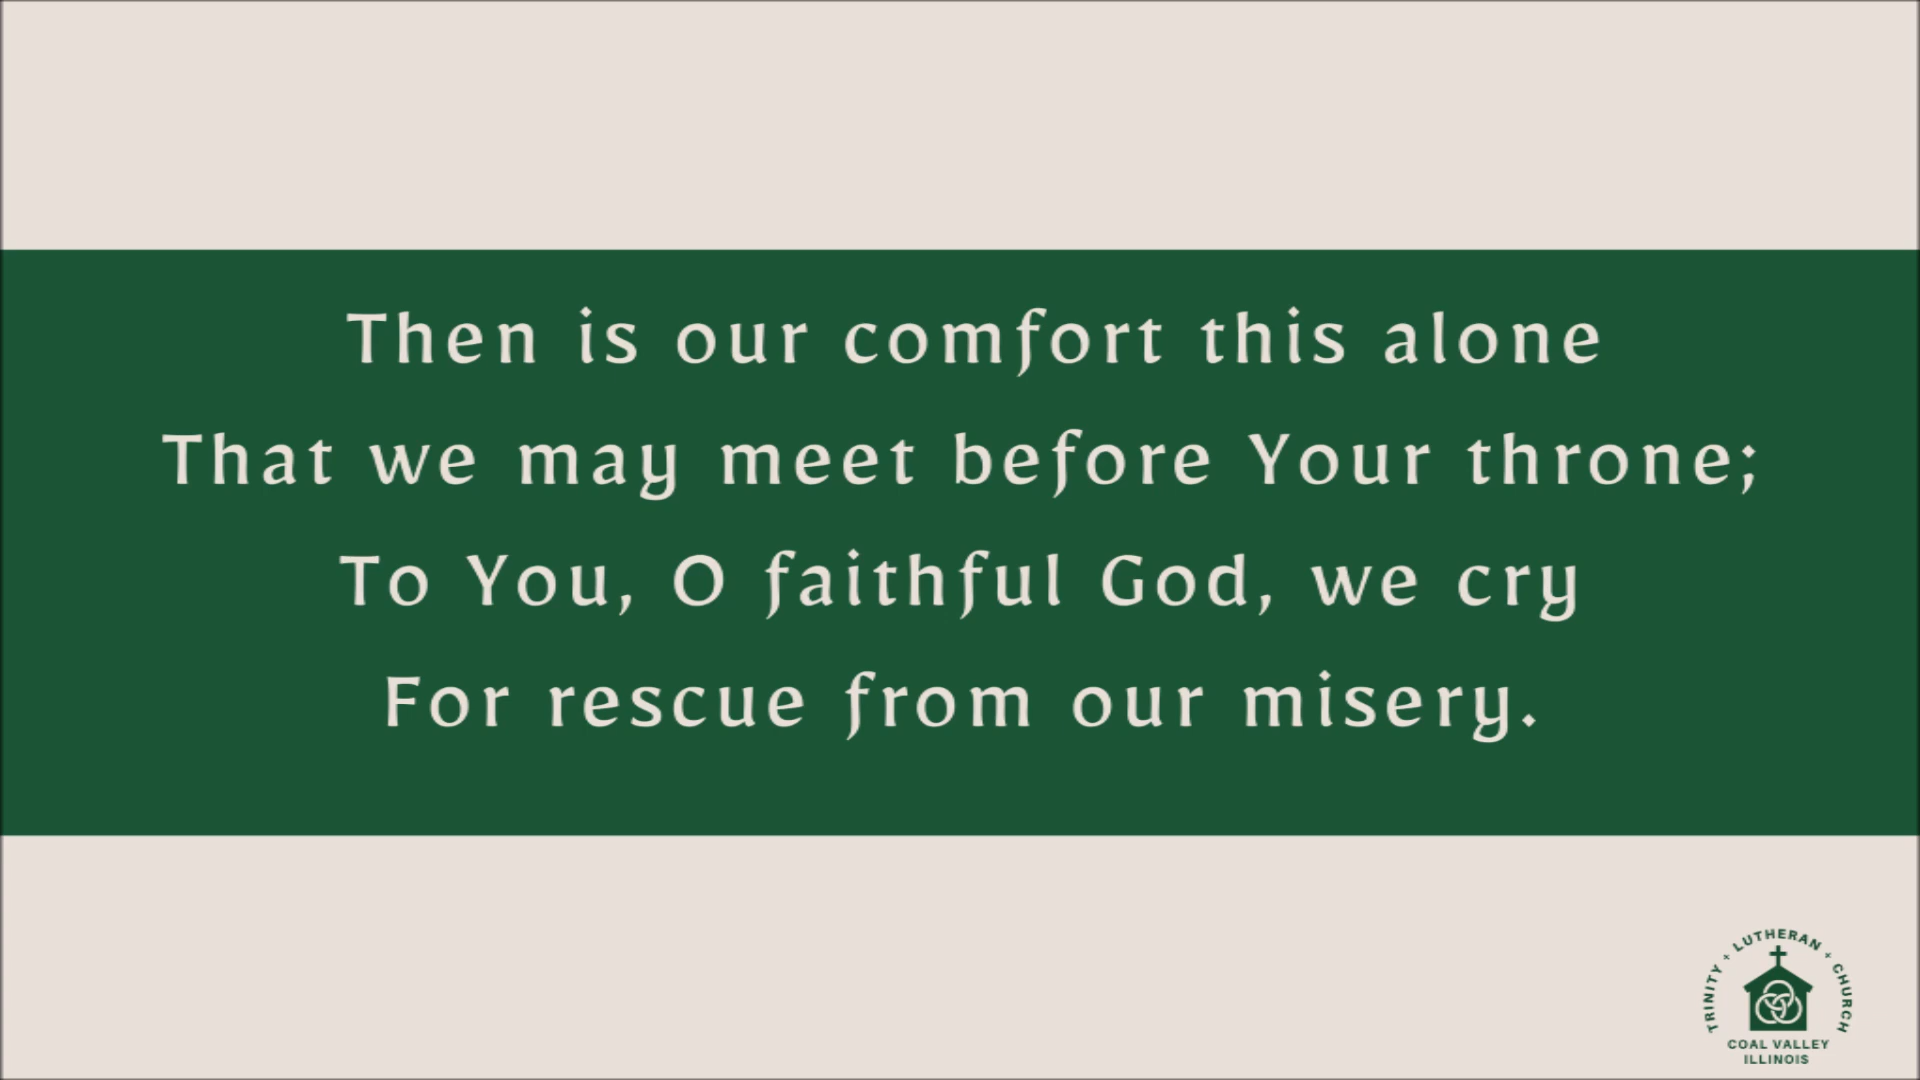 Then is our comfort this alone
That we may meet before Your throne;
To You, O faithful God, we cry
For rescue from our misery.
TRINITY + LUTHERAN + CHURCH
COAL VALLEY
ILLINOIS